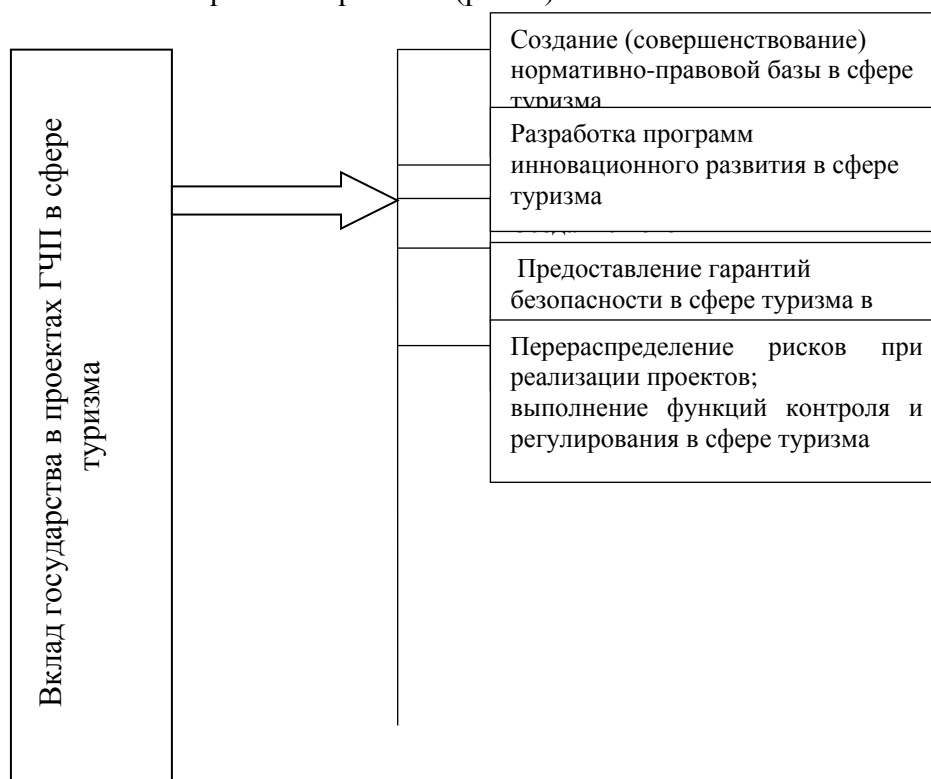 Создание (совершенствование)
нормативно-правовой базы в сфере
туризма
Разработка программ
инновационного развития в сфере
туризма
Предоставление гарантий
безопасности в сфере туризма в
Перераспределение рисков при
реализации проектов;
выполнение функций контроля и
регулирования в сфере туризма
Вклад государства в проектах ГЧП в сфере
туризма